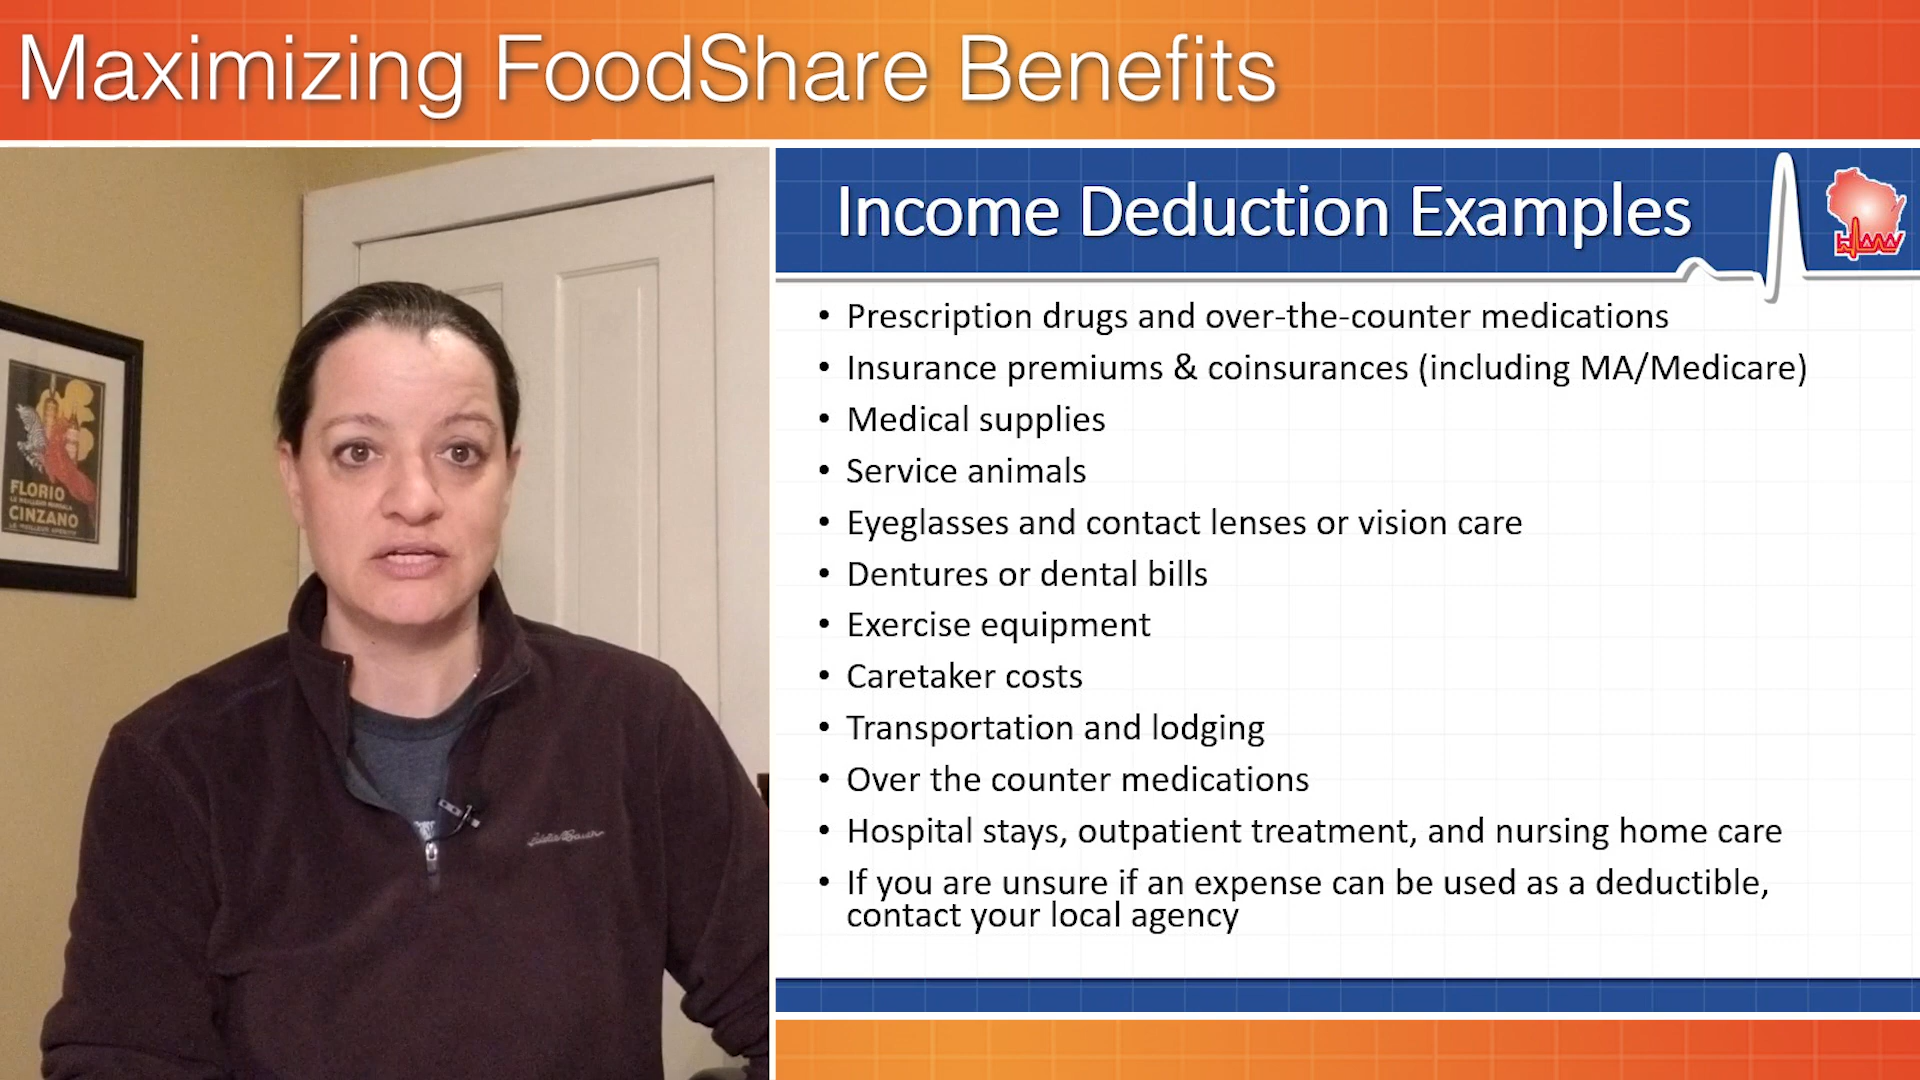 Maximizing FoodShare Benefits
Income Deduction Examples
• Prescription drugs and over-the-counter medications
• Insurance premiums & coinsurances (including MA/Medicare)
• Medical supplies
• Service animals
• Eyeglasses and contact lenses or vision care
• Dentures or dental bills
• Exercise equipment
• Caretaker costs
• Transportation and lodging
• Over the counter medications
• Hospital stays, outpatient treatment, and nursing home care
• If you are unsure if an expense can be used as a deductible,
contact your local agency
FLORIO
CINZANO
Eddie Bauer